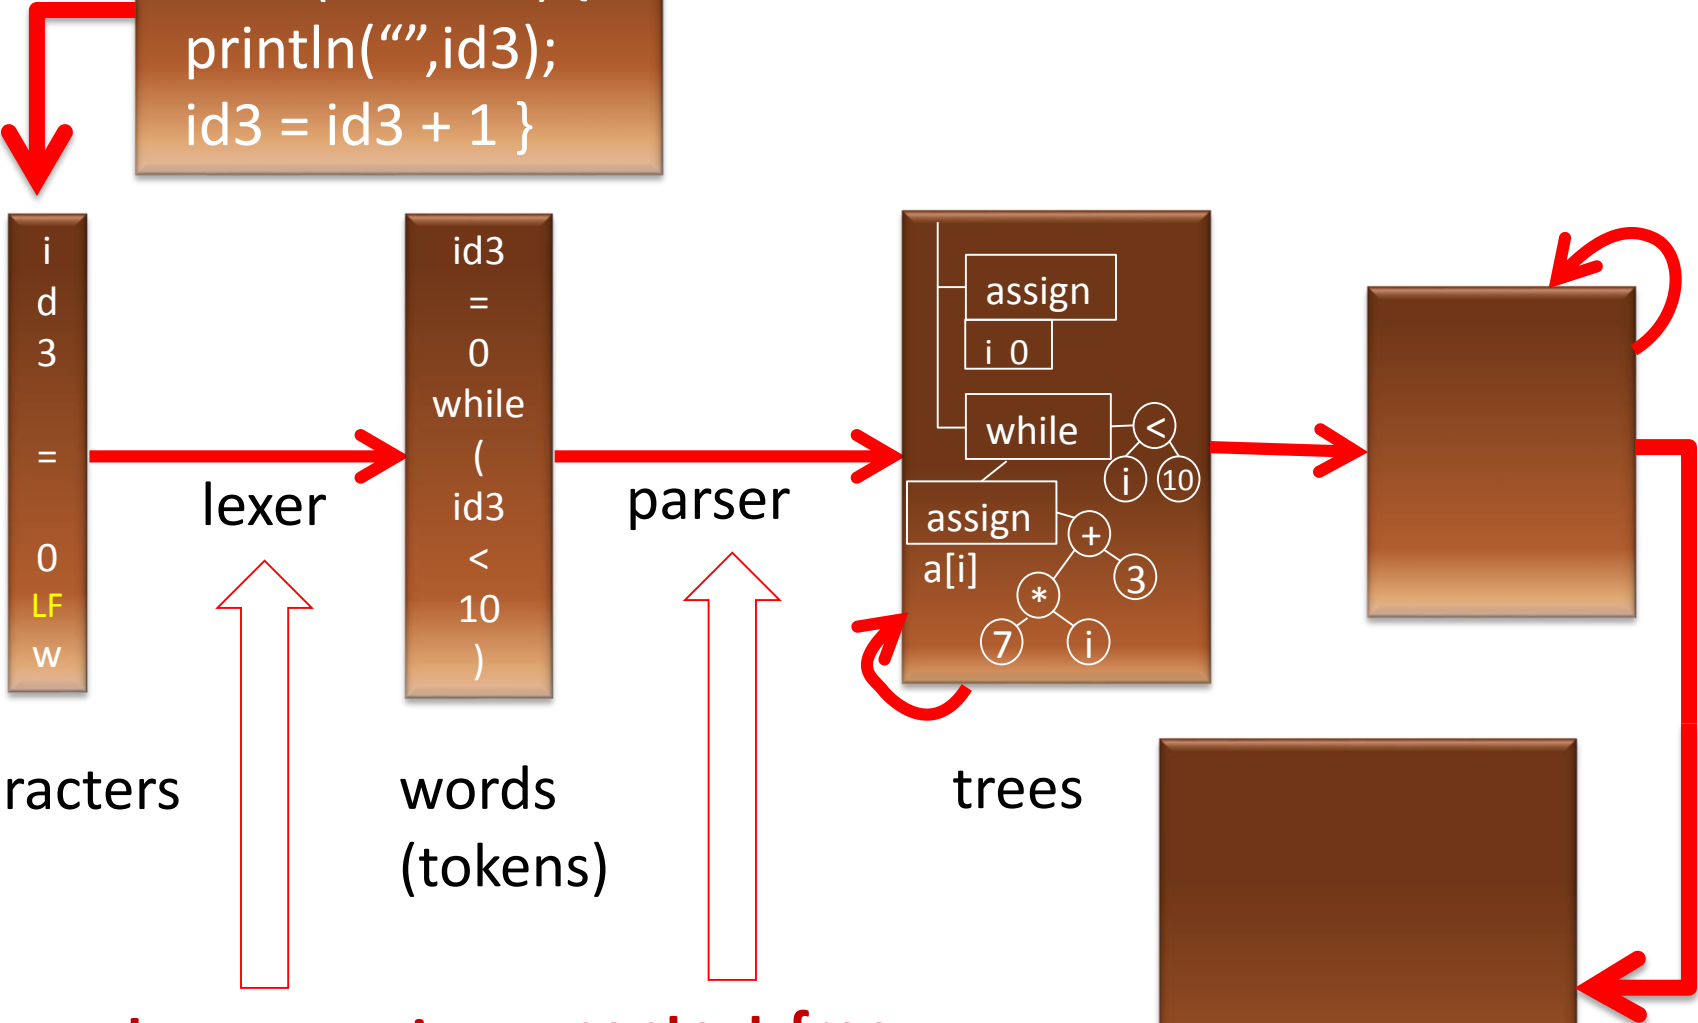 println(“”,id3);
id3 = id3 + 1 }
i
d
3
=
0
LF
w
lexer
id3
=
0
while
(
id3
<
10
)
parser
assign
i 0
while
<
i
10
assign
a[i]
+
3
*
7
i
racters
words
(tokens)
trees